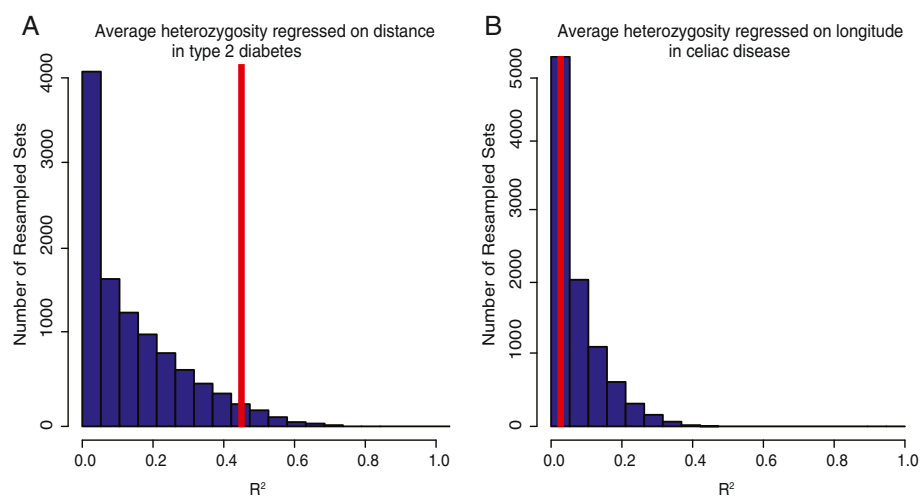 A
Average heterozygosity regressed on distance
in type 2 diabetes
Number of Resampled Sets
4000
3000
2000
1000
0
0.0 0.2 0.4 0.6 0.8 1.0
R²
B
Average heterozygosity regressed on longitude
in celiac disease
Number of Resampled Sets
5000
4000
3000
2000
1000
0
0.0 0.2 0.4 0.6 0.8 1.0
R²